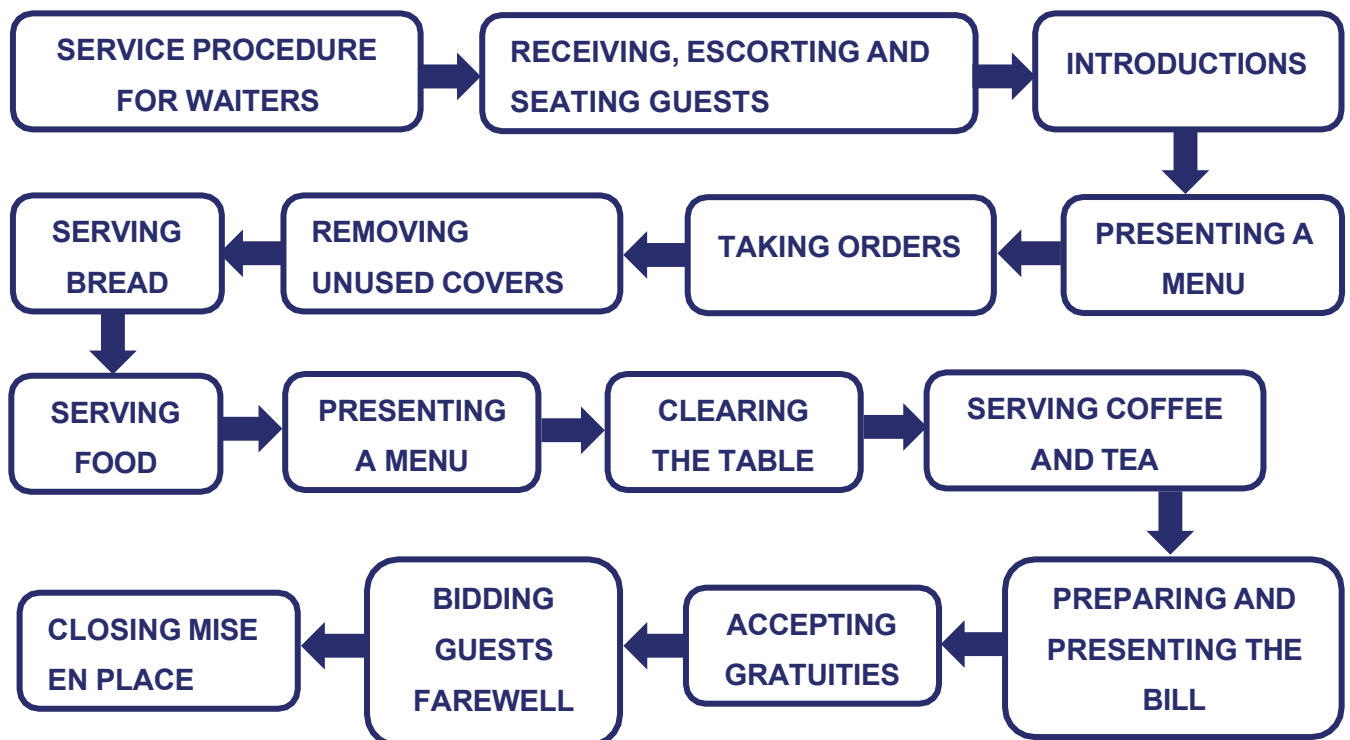 SERVICE PROCEDURE
FOR WAITERS
RECEIVING, ESCORTING AND
SEATING GUESTS
INTRODUCTIONS
PRESENTING A
MENU
TAKING ORDERS
REMOVING
UNUSED COVERS
SERVING
BREAD
SERVING
FOOD
PRESENTING
A MENU
CLEARING
THE TABLE
SERVING COFFEE
AND TEA
PREPARING AND
PRESENTING THE
BILL
ACCEPTING
GRATUITIES
BIDDING
GUESTS
FAREWELL
CLOSING MISE
EN PLACE